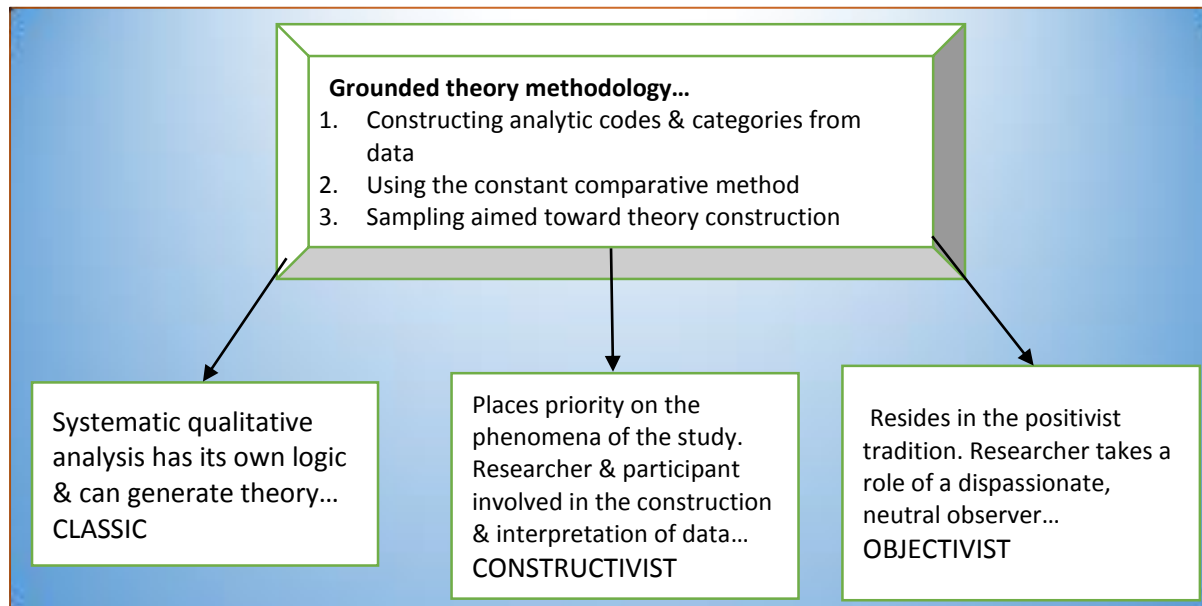 Grounded theory methodology…
1. Constructing analytic codes & categories from
data
2. Using the constant comparative method
3. Sampling aimed toward theory construction
Systematic qualitative
analysis has its own logic
& can generate theory…
CLASSIC
Places priority on the
phenomena of the study.
Researcher & participant
involved in the construction
& interpretation of data…
CONSTRUCTIVIST
Resides in the positivist
tradition. Researcher takes a
role of a dispassionate,
neutral observer…
OBJECTIVIST